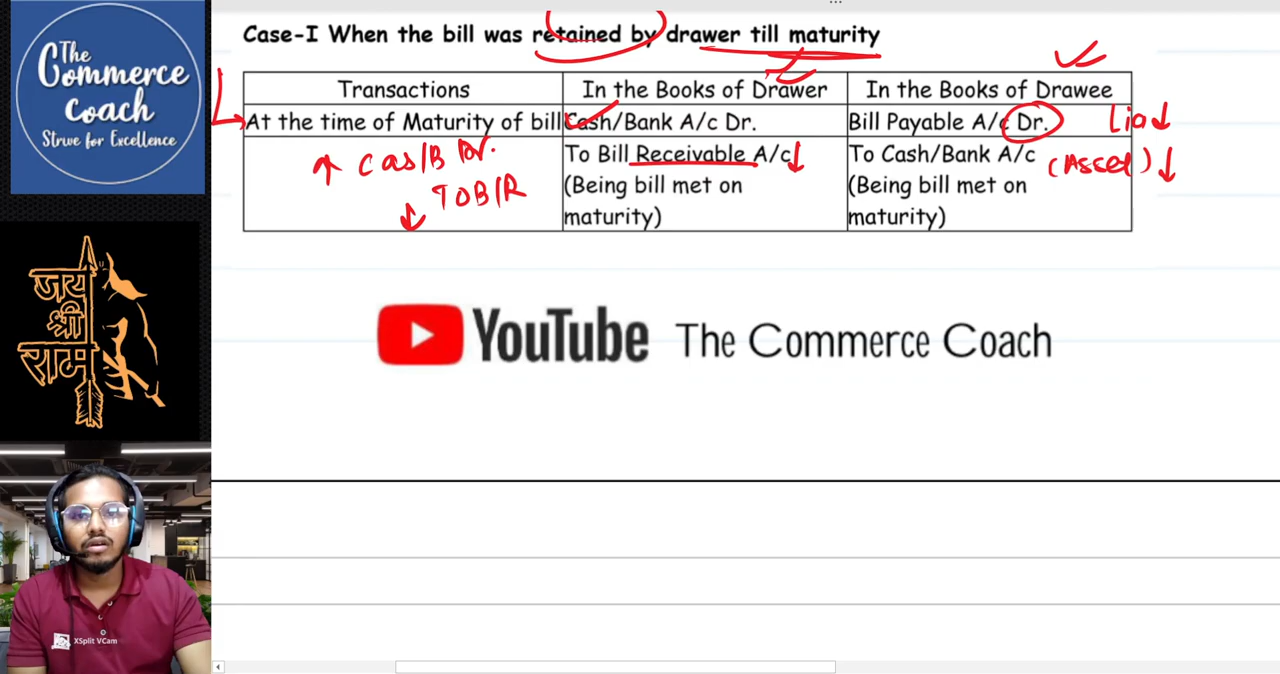 The
Commerce
coach
Strive for Excellence
Case-I When the bill was retained by drawer till maturity
Transactions
In the Books of Drawer
In the Books of Drawee
At the time of Maturity of bill
Cash/Bank A/c Dr.
Bill Payable A/c Dr.
Lia↓
To Bill Receivable A/c↓
To Cash/Bank A/c
(Asset)↓
(Being bill met on
maturity)
(Being bill met on
maturity)
↑ Cas/B Dr.
To B/R
↓
जय
श्री
राम
YouTube The Commerce Coach
XSplit VCam